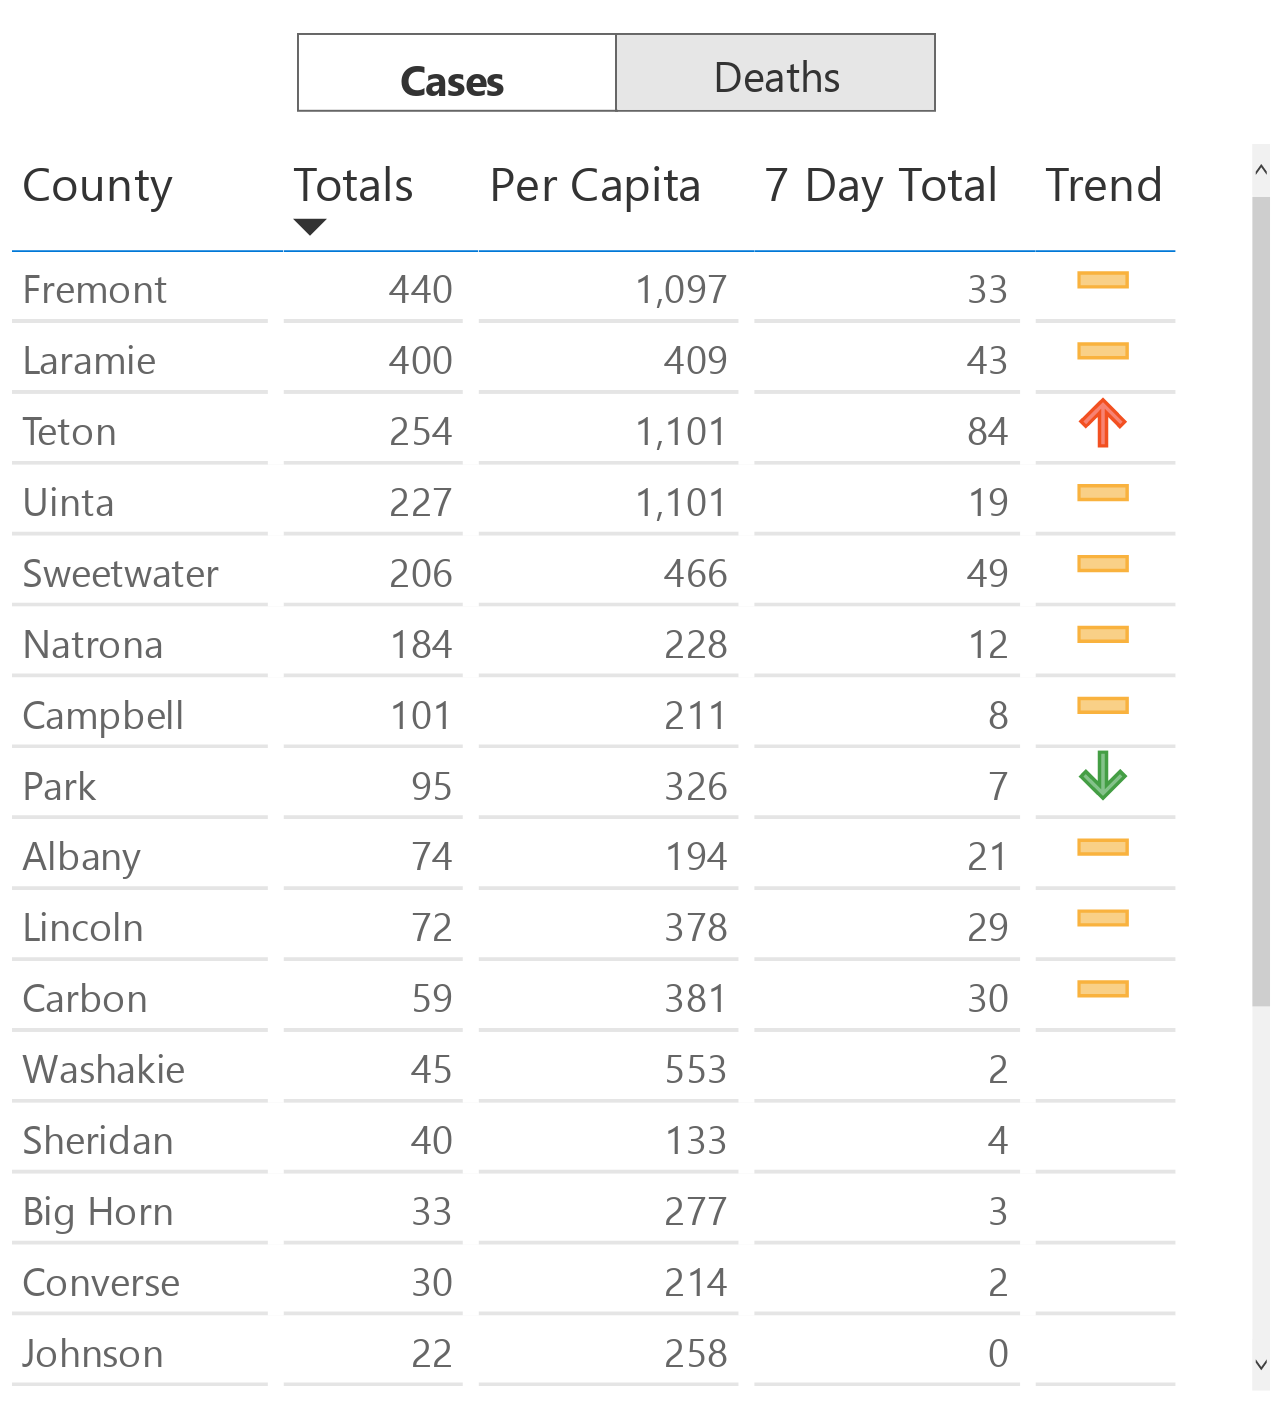 Cases Deaths
County Totals Per Capita 7 Day Total Trend
Fremont 440 1,097 33
Laramie 400 409 43
Teton 254 1,101 84
Uinta 227 1,101 19
Sweetwater 206 466 49
Natrona 184 228 12
Campbell 101 211 8
Park 95 326 7
Albany 74 194 21
Lincoln 72 378 29
Carbon 59 381 30
Washakie 45 553 2
Sheridan 40 133 4
Big Horn 33 277 3
Converse 30 214 2
Johnson 22 258 0